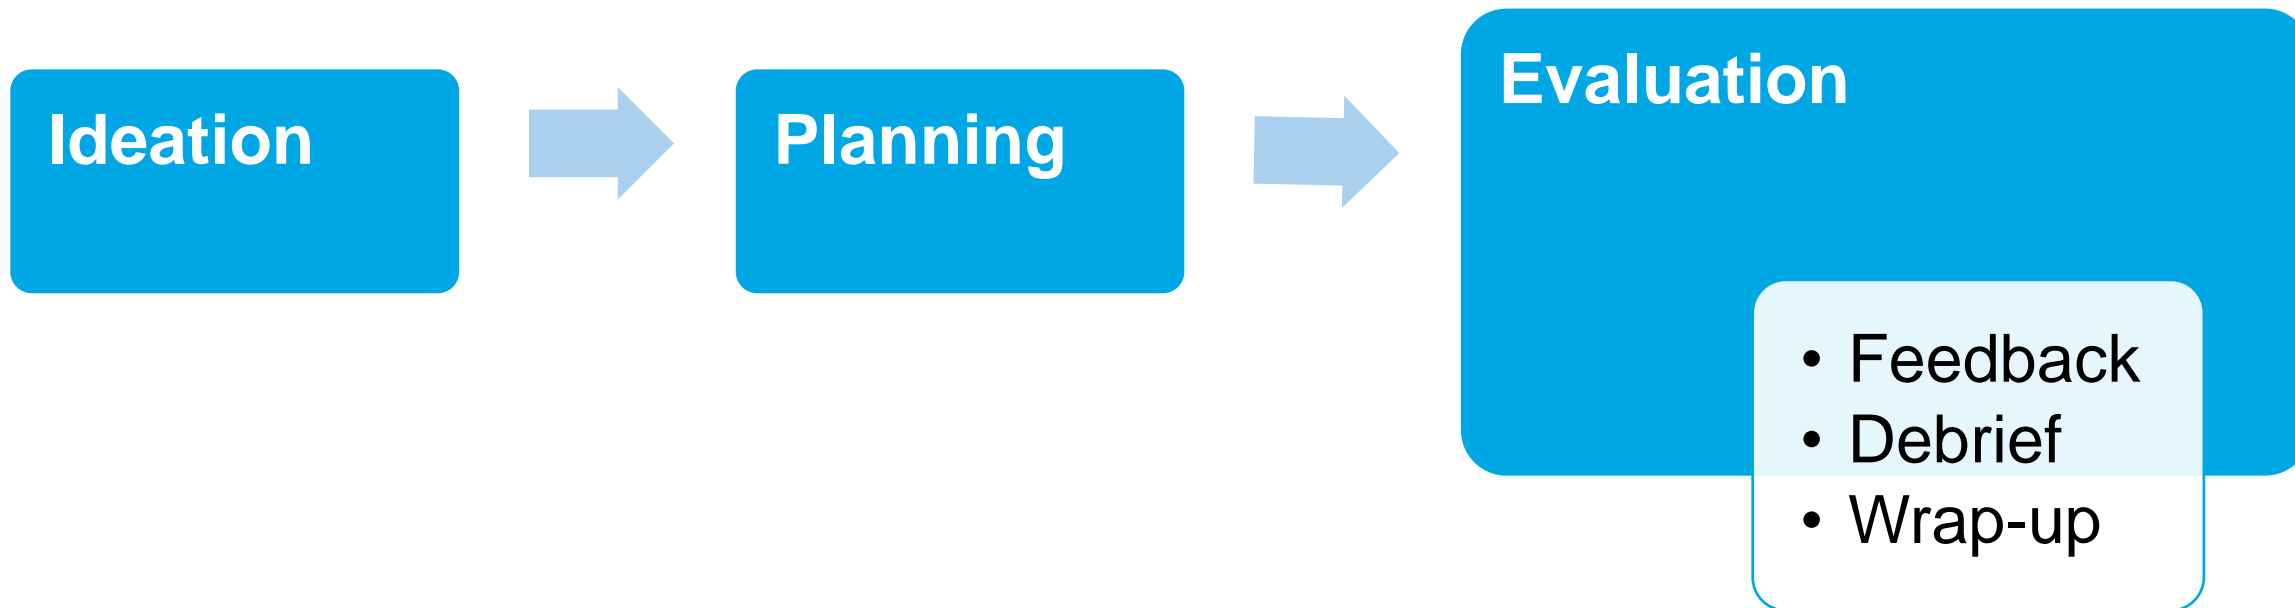 Ideation
Planning
Evaluation
• Feedback
• Debrief
• Wrap-up